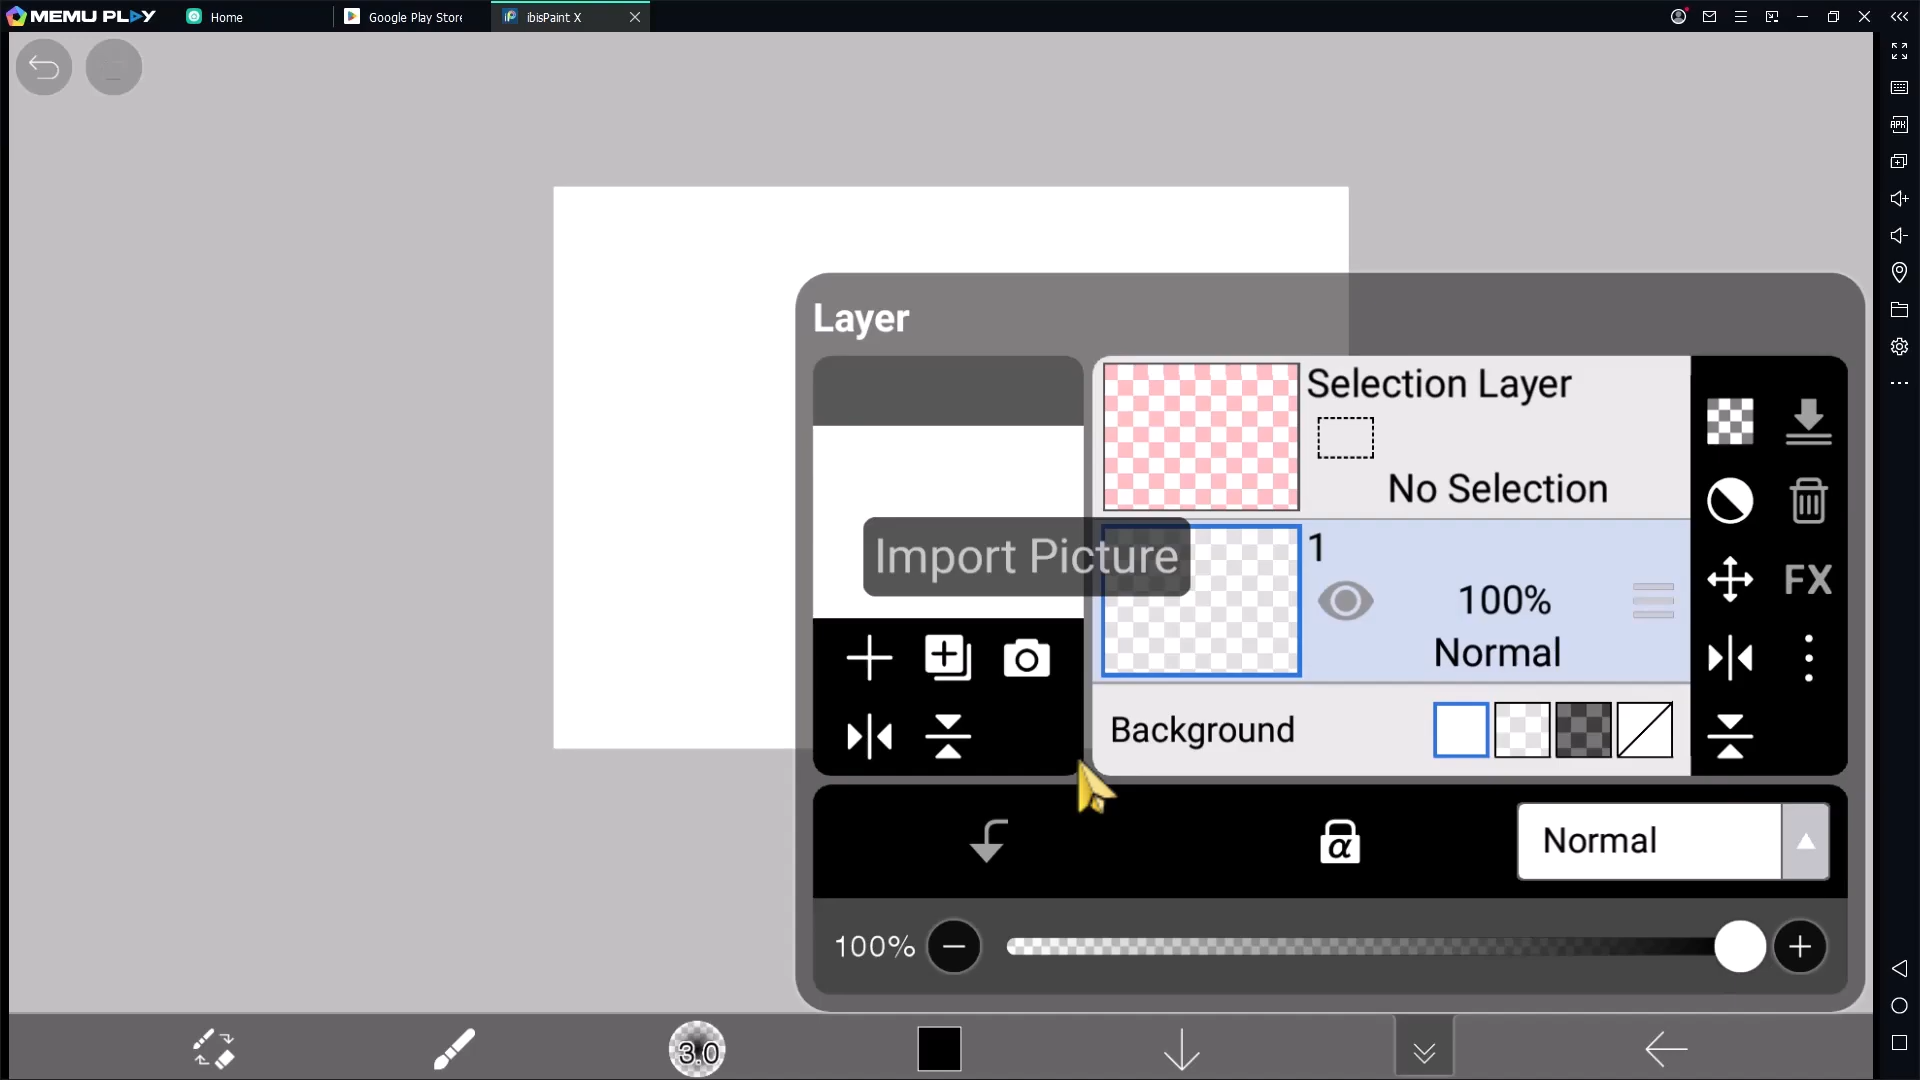 MEMU PLAY
Home
Google Play Store
ibisPaint X
APK
Layer
Selection Layer
No Selection
Import Picture
1
100%
Normal
FX
Background
α
Normal
100%
3.0